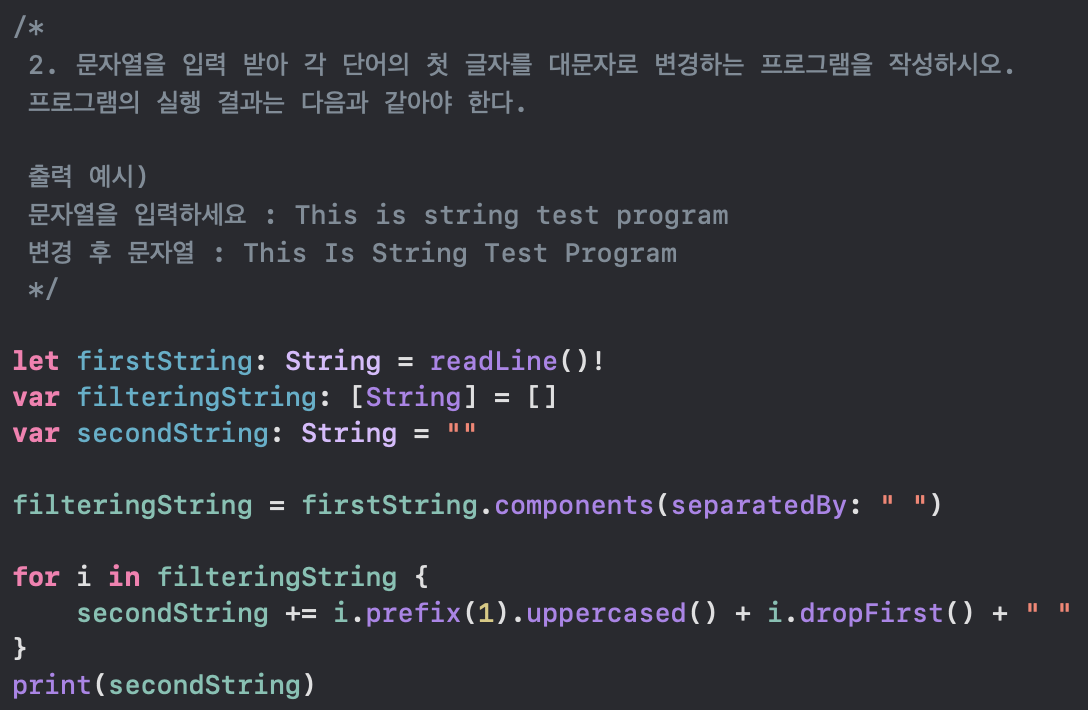 /*
2. 문자열을 입력 받아 각 단어의 첫 글자를 대문자로 변경하는 프로그램을 작성하시오.
프로그램의 실행 결과는 다음과 같아야 한다.
출력 예시)
문자열을 입력하세요 : This is string test program
변경 후 문자열 : This Is String Test Program
*/
let firstString: String = readLine()!
var filteringString: [String] = []
var secondString: String = ""
filteringString = firstString.components(separatedBy: " ")
for i in filteringString {
secondString += i.prefix(1).uppercased() + i.dropFirst() + " "
}
print(secondString)